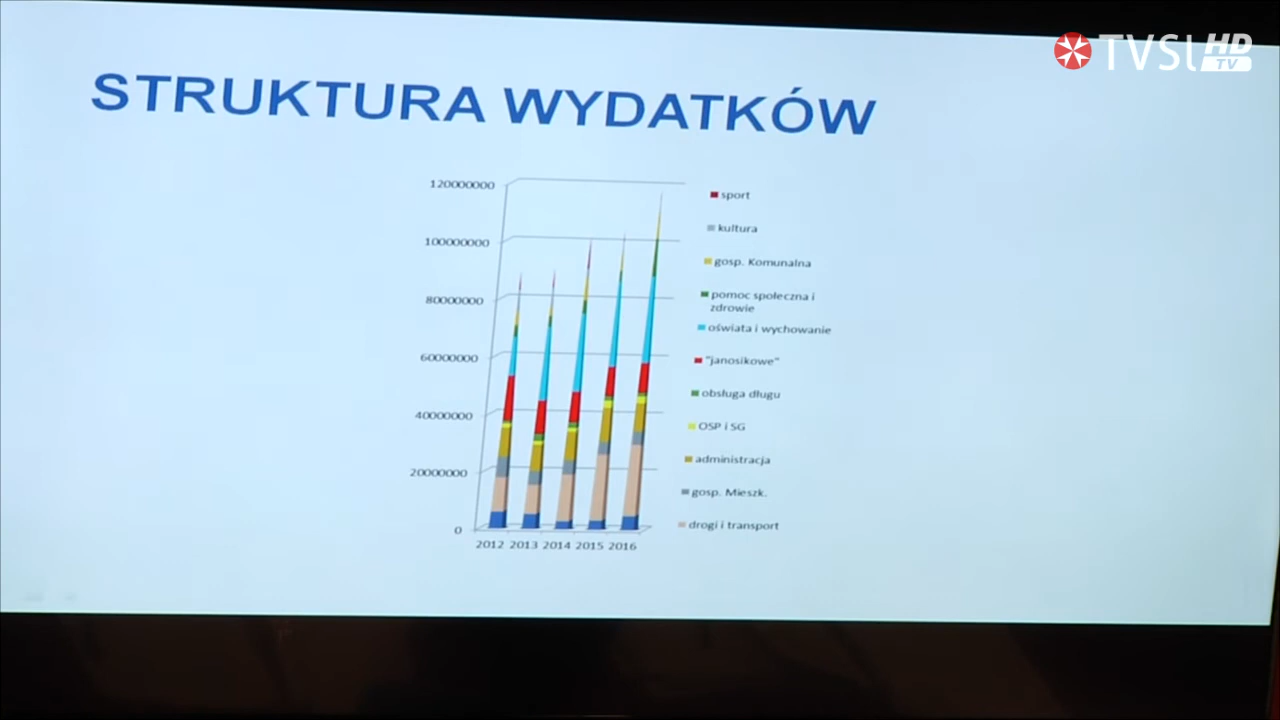 TVSL HD
TV
STRUKTURA WYDATKÓW
120000000
100000000
80000000
60000000
40000000
20000000
0
2012 2013 2014 2015 2016
sport
kultura
gosp. Komunalna
pomoc społeczna i
zdrowie
oświata i wychowanie
"janosikowe"
obsługa długu
OSP i SG
administracja
gosp. Mieszk.
drogi i transport